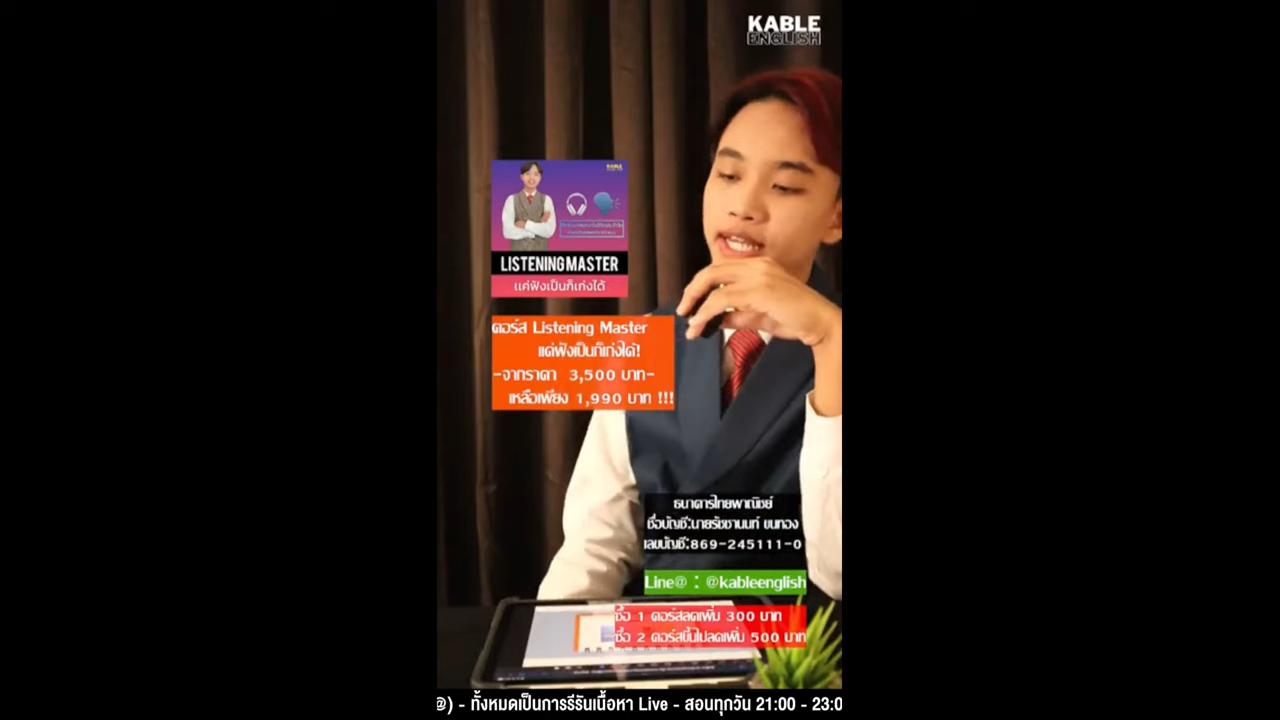 KABLE
ENGLISH
LISTENING MASTER
แค่ฟังเป็นก็เก่งได้
คอร์ส Listening Master
แค่ฟังเป็นก็เก่งได้!
-จากราคา 3,500 บาท-
เหลือเพียง 1,990 บาท !!!
ธนาคารไทยพาณิชย์
ชื่อบัญชี:นายรัชชานนท์ ขนทอง
เลขบัญชี:869-245111-0
Line@ : @kableenglish
ซื้อ 1 คอร์สลดเพิ่ม 300 บาท
ซื้อ 2 คอร์สขึ้นไปลดเพิ่ม 500 บาท
@) - ทั้งหมดเป็นการรีรันเนื้อหา Live - สอนทุกวัน 21:00 - 23:0